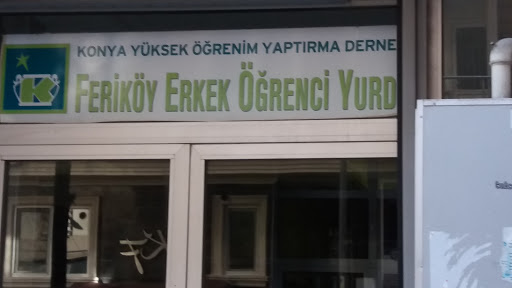 KONYA YÜKSEK ÖĞRENİM YAPTIRMA DERNE
FERİKÖY ERKEK ÖĞRENCİ YURD
K